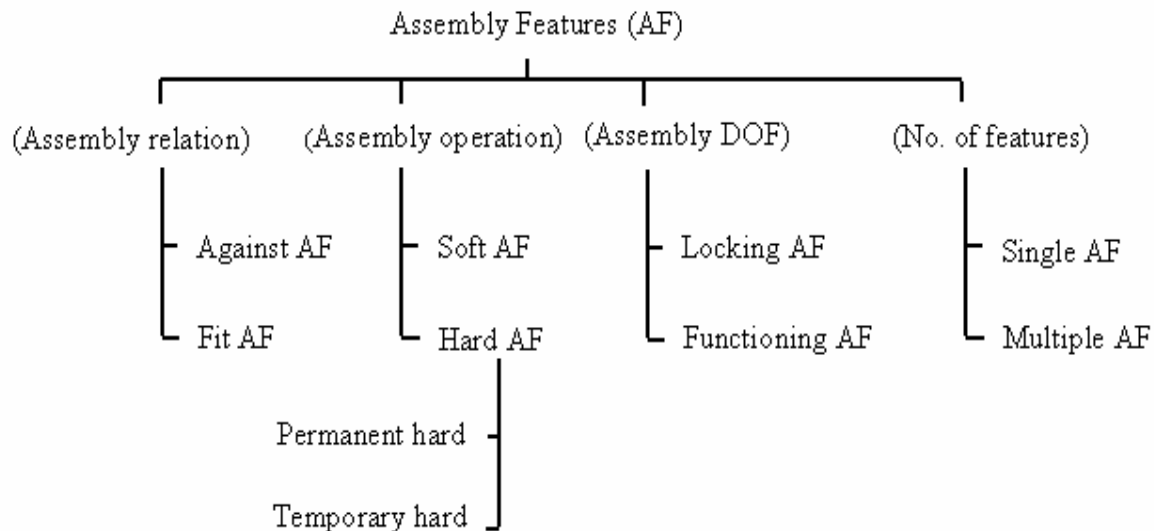 Assembly Features (AF)
(Assembly relation)
(Assembly operation)
(Assembly DOF)
(No. of features)
Against AF
Soft AF
Locking AF
Single AF
Fit AF
Hard AF
Functioning AF
Multiple AF
Permanent hard
Temporary hard